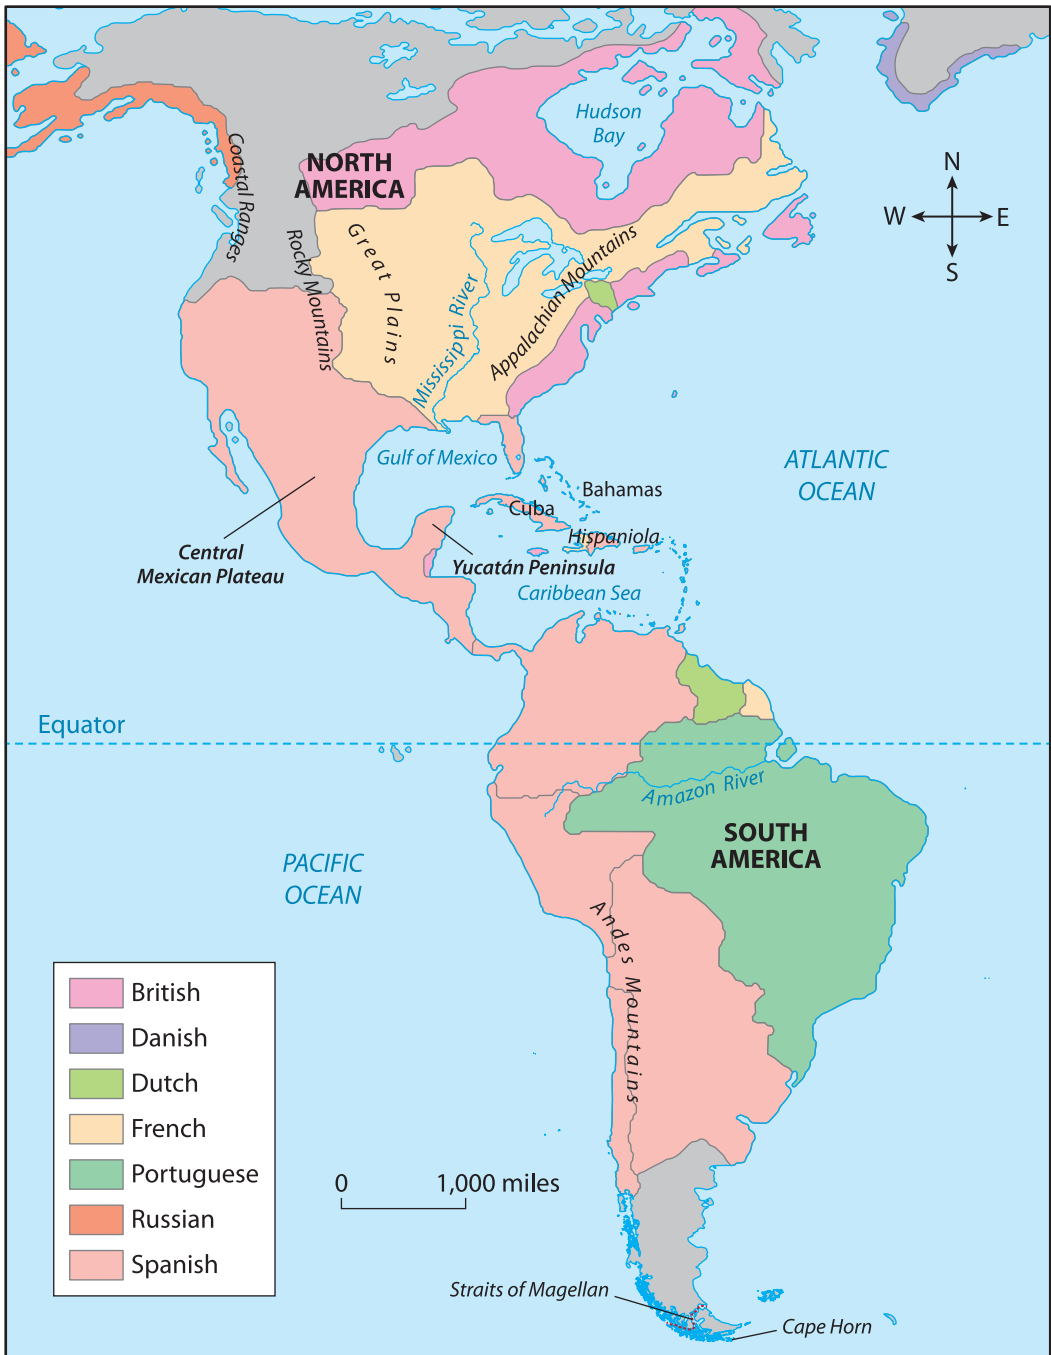 Hudson
Bay
N
W
E
S
NORTH
AMERICA
Coastal Ranges
Rocky Mountains
Great Plains
Mississippi River
Appalachian Mountains
Gulf of Mexico
ATLANTIC
OCEAN
Bahamas
Cuba
Hispaniola
Central
Mexican Plateau
Yucatán Peninsula
Caribbean Sea
Equator
Amazon River
SOUTH
AMERICA
PACIFIC
OCEAN
Andes Mountains
British
Danish
Dutch
French
Portuguese
Russian
Spanish
0 1,000 miles
Straits of Magellan
Cape Horn